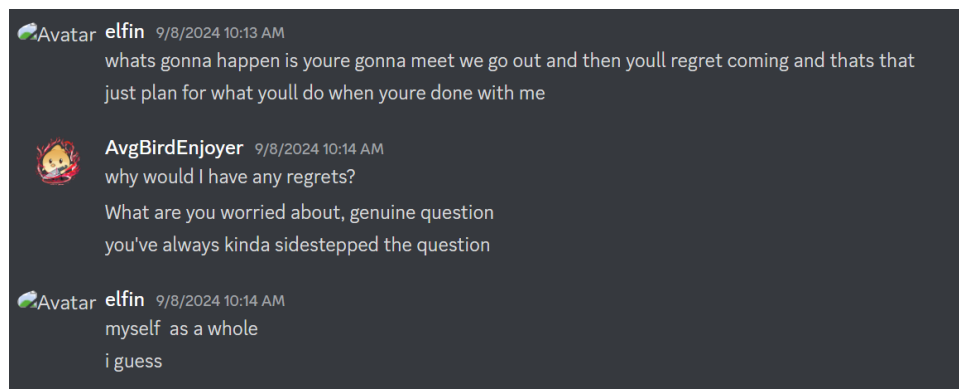 Avatar elfin 9/8/2024 10:13 AM
whats gonna happen is youre gonna meet we go out and then youll regret coming and thats that
just plan for what youll do when youre done with me
AvgBirdEnjoyer 9/8/2024 10:14 AM
why would I have any regrets?
What are you worried about, genuine question
you've always kinda sidestepped the question
Avatar elfin 9/8/2024 10:14 AM
myself  as a whole
i guess